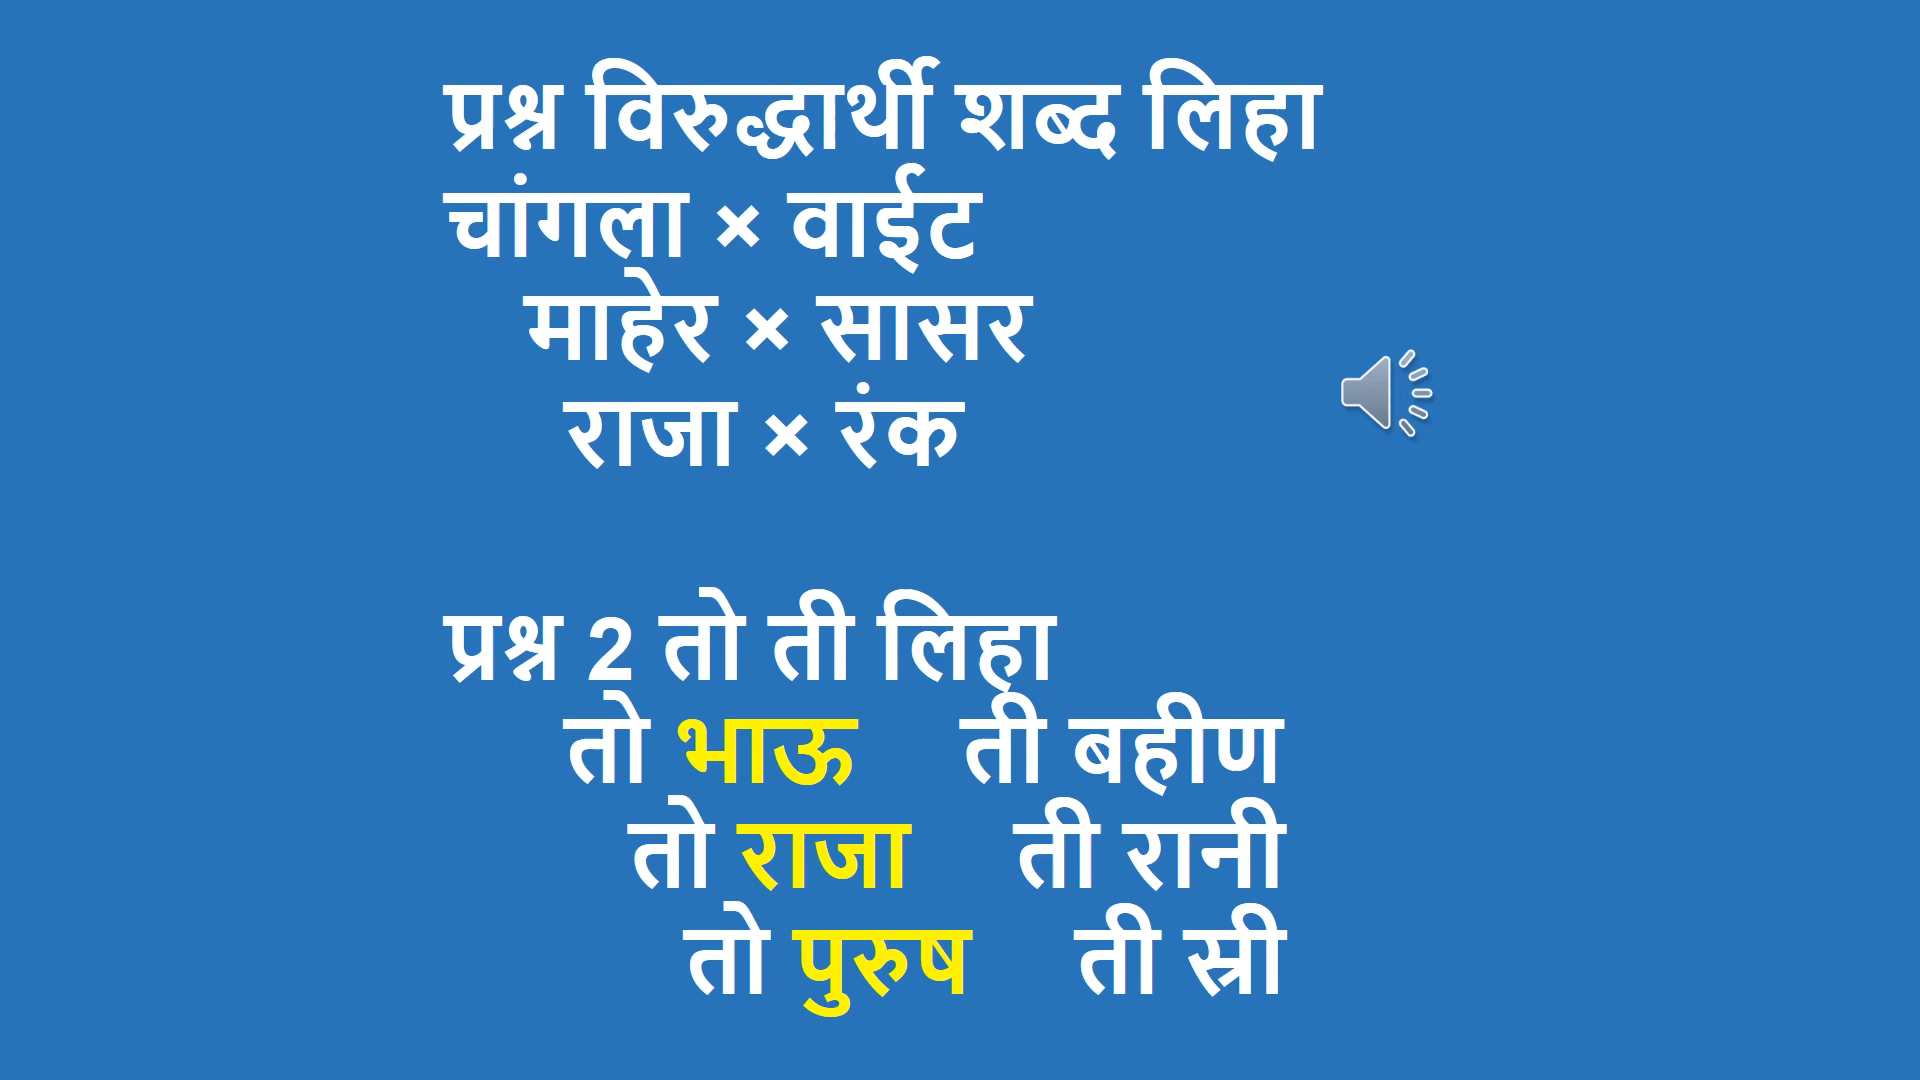 प्रश्न विरुद्धार्थी शब्द लिहा
चांगला × वाईट
माहेर × सासर
राजा × रंक
प्रश्न 2 तो ती लिहा
तो भाऊ ती बहीण
तो राजा ती रानी
तो पुरुष ती स्री